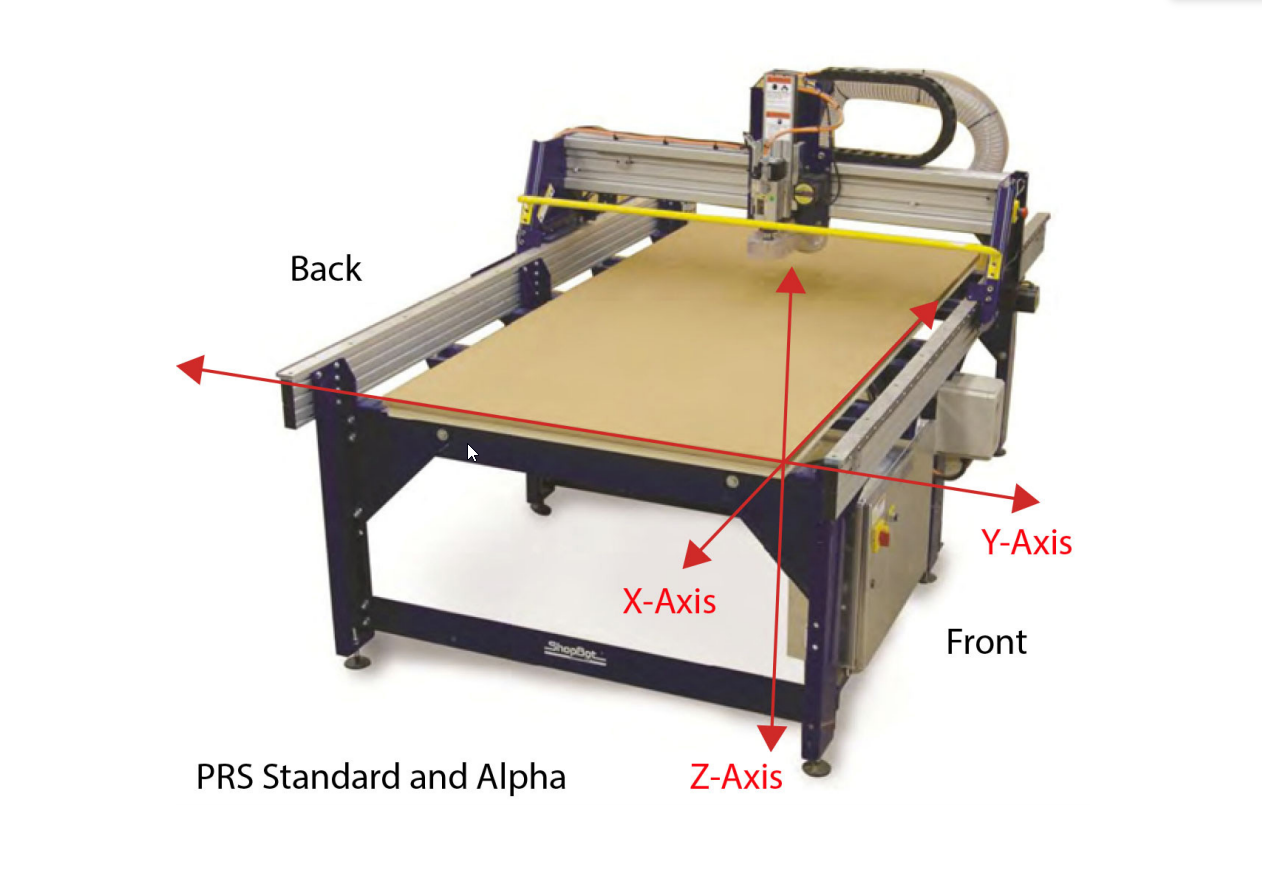 Back
Y-Axis
X-Axis
Front
ShopBot
PRS Standard and Alpha
Z-Axis